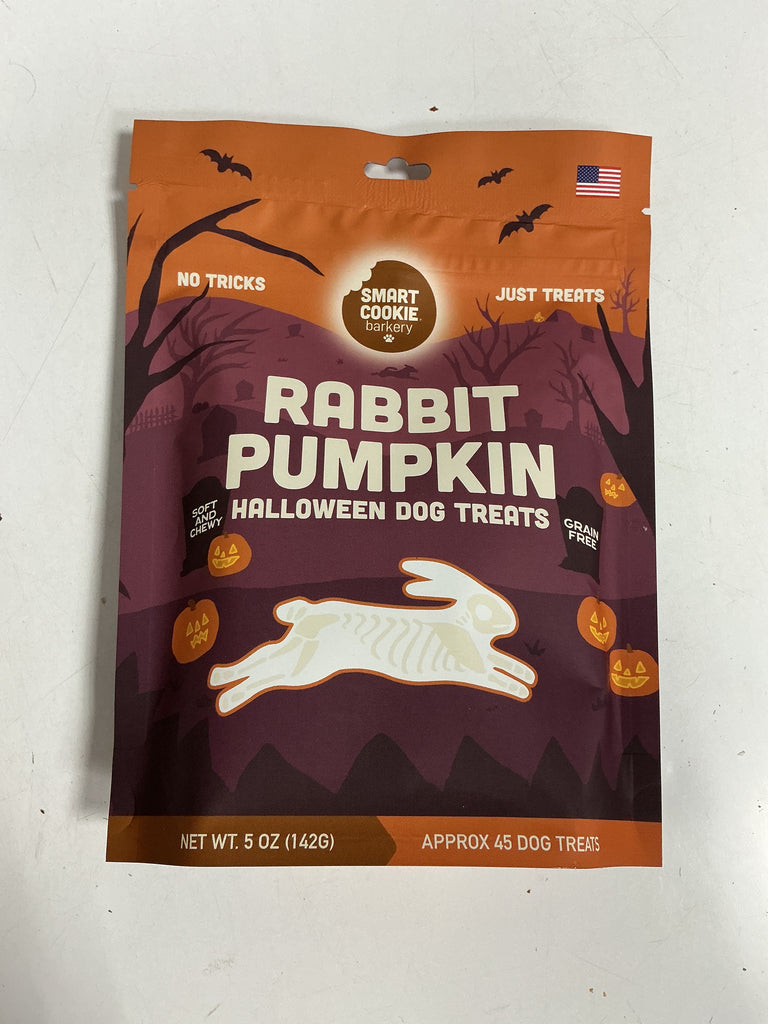 NO TRICKS
SMART
COOKIE
barkery
JUST TREATS
RABBIT
PUMPKIN
HALLOWEEN DOG TREATS
SOFT
AND
CHEWY
GRAIN
FREE
NET WT. 5 OZ (142G)
APPROX 45 DOG TREATS